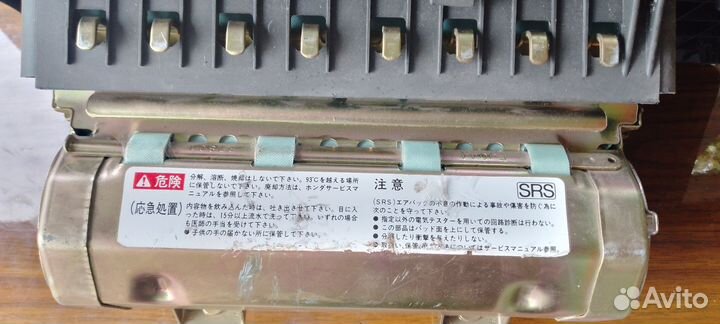 危険
分解、溶断、焼却はしないで下さい。93℃を越える場所
に保管しないで下さい。廃却方法は、ホンダサービスマ
ニュアルを参照して下さい。
(応急処置)
内容物を飲み込んだ時は、吐き出させて下さい。目に入
った時は、15分以上流水で洗って下さい。いずれの場合
も医師の手当を受けて下さい。
●子供の手の届かない所に保管して下さい。
注意
SRS
(SRS)エアバッグの不意の作動による事故や傷害を防ぐ為に
次のことを守って下さい。
●指定以外の電気テスターを用いての回路診断は行わない。
●この部品はパッド面を上にして保管する。
●分解したり衝撃を与えたりしない。
●取扱い、保管、についてはサービスマニュアル参照。
Avito